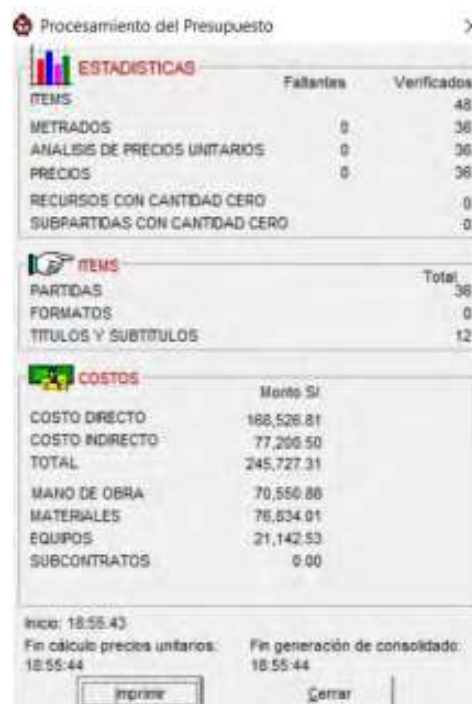 Procesamiento del Presupuesto
ESTADISTICAS
Faltantes Verificados
ITEMS 48
METRADOS 0 36
ANALISIS DE PRECIOS UNITARIOS 0 36
PRECIOS 0 36
RECURSOS CON CANTIDAD CERO 0
SUBPARTIDAS CON CANTIDAD CERO 0
ITEMS
Total
PARTIDAS 36
FORMATOS 0
TITULOS Y SUBTITULOS 12
COSTOS
Monto S/
COSTO DIRECTO 168,526.81
COSTO INDIRECTO 77,200.50
TOTAL 245,727.31
MANO DE OBRA 70,550.88
MATERIALES 76,834.01
EQUIPOS 21,142.53
SUBCONTRATOS 0.00
Inicio: 18:55:43
Fin cálculo precios unitarios: Fin generación de consolidado:
18:55:44 18:55:44
Imprimir Cerrar